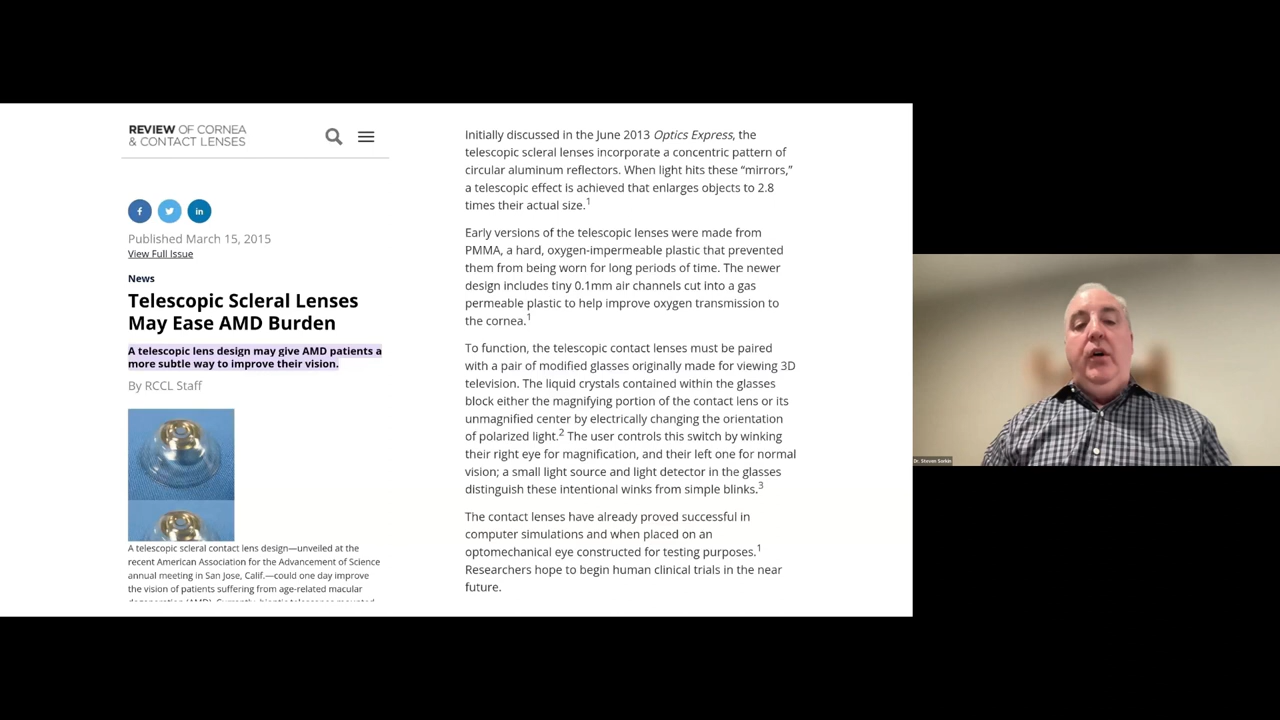 REVIEW OF CORNEA
& CONTACT LENSES
Published March 15, 2015
View Full Issue
News
Telescopic Scleral Lenses
May Ease AMD Burden
A telescopic lens design may give AMD patients a
more subtle way to improve their vision.
By RCCL Staff
A telescopic scleral contact lens design—unveiled at the
recent American Association for the Advancement of Science
annual meeting in San Jose, Calif.—could one day improve
the vision of patients suffering from age-related macular
degeneration (AMD). Currently, bioptic telescopes mounted
Initially discussed in the June 2013 Optics Express, the
telescopic scleral lenses incorporate a concentric pattern of
circular aluminum reflectors. When light hits these “mirrors,”
a telescopic effect is achieved that enlarges objects to 2.8
times their actual size.1
Early versions of the telescopic lenses were made from
PMMA, a hard, oxygen-impermeable plastic that prevented
them from being worn for long periods of time. The newer
design includes tiny 0.1mm air channels cut into a gas
permeable plastic to help improve oxygen transmission to
the cornea.1
To function, the telescopic contact lenses must be paired
with a pair of modified glasses originally made for viewing 3D
television. The liquid crystals contained within the glasses
block either the magnifying portion of the contact lens or its
unmagnified center by electrically changing the orientation
of polarized light.2 The user controls this switch by winking
their right eye for magnification, and their left one for normal
vision; a small light source and light detector in the glasses
distinguish these intentional winks from simple blinks.3
The contact lenses have already proved successful in
computer simulations and when placed on an
optomechanical eye constructed for testing purposes.1
Researchers hope to begin human clinical trials in the near
future.
Dr. Steven Sorkin